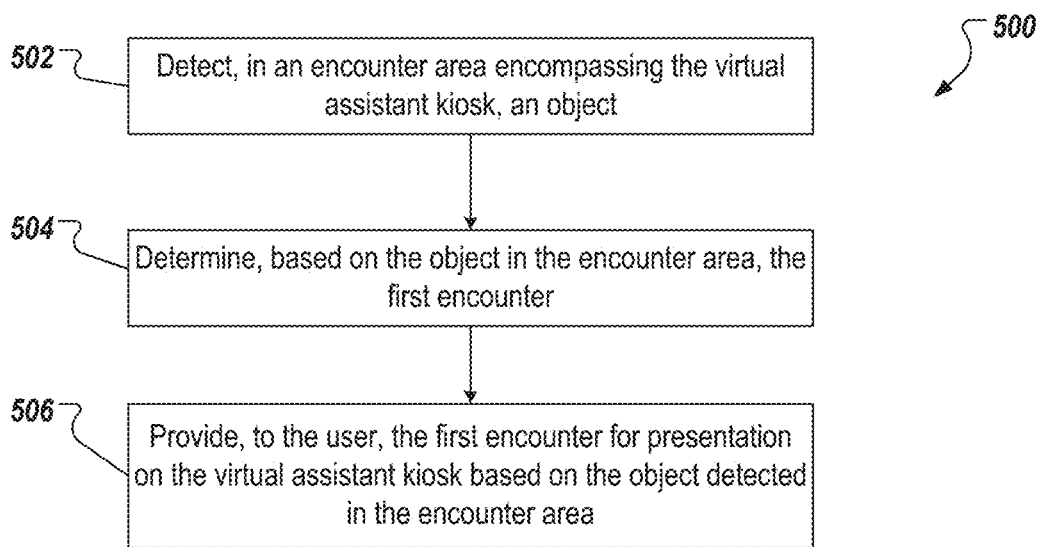 500
502
Detect, in an encounter area encompassing the virtual
assistant kiosk, an object
504
Determine, based on the object in the encounter area, the
first encounter
506
Provide, to the user, the first encounter for presentation
on the virtual assistant kiosk based on the object detected
in the encounter area